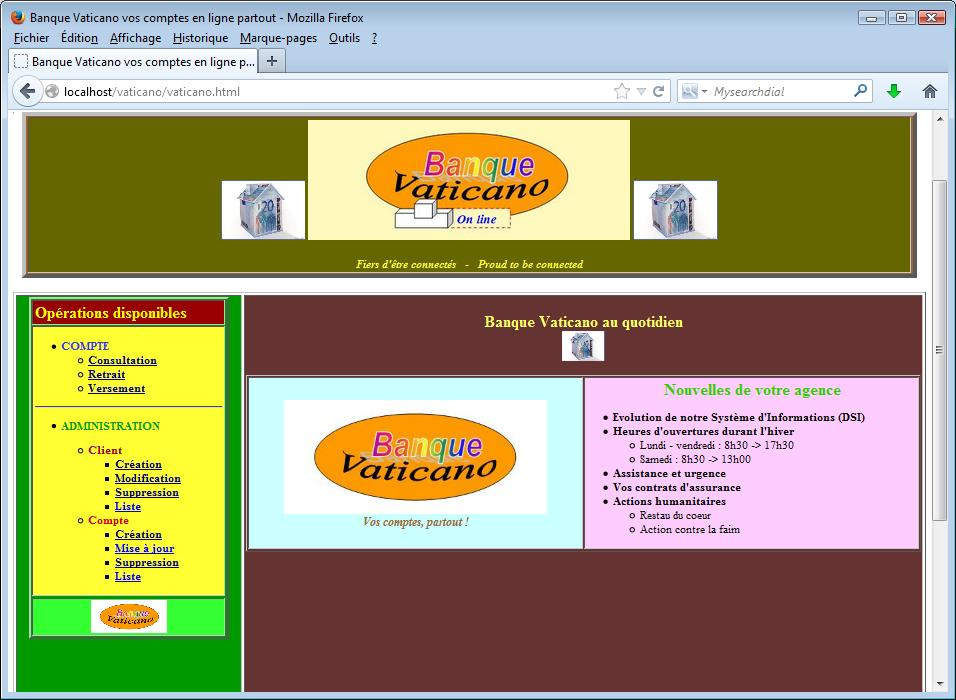 Banque Vaticano vos comptes en ligne partout - Mozilla Firefox
Fichier Édition Affichage Historique Marque-pages Outils ?
Banque Vaticano vos comptes en ligne p... +
localhost/vaticano/vaticano.html
Mysearchdial
Banque
Vaticano
On line
20
20
Fiers d'être connectés - Proud to be connected
Opérations disponibles
COMPTE
Consultation
Retrait
Versement
ADMINISTRATION
Client
Création
Modification
Suppression
Liste
Compte
Création
Mise à jour
Suppression
Liste
Banque
Vaticano
Banque Vaticano au quotidien
Banque
Vaticano
Vos comptes, partout !
Nouvelles de votre agence
Evolution de notre Système d'Informations (DSI)
Heures d'ouvertures durant l'hiver
Lundi - vendredi : 8h30 -> 17h30
Samedi : 8h30 -> 13h00
Assistance et urgence
Vos contrats d'assurance
Actions humanitaires
Restau du coeur
Action contre la faim